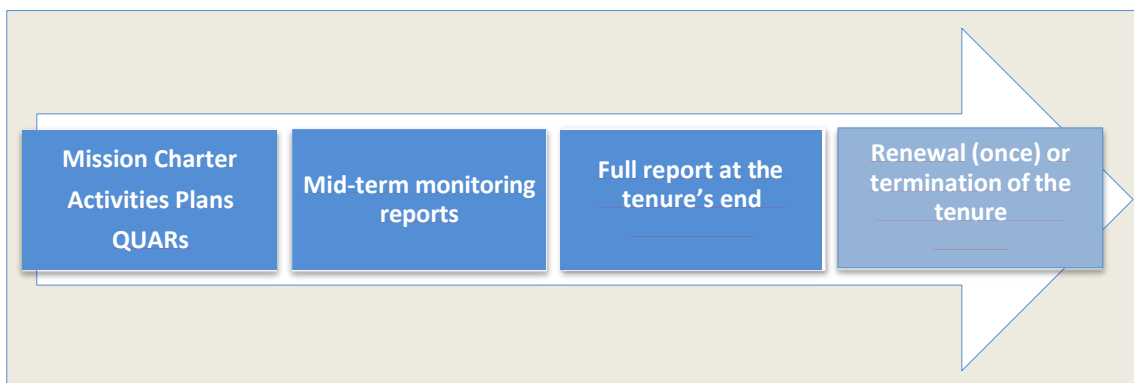 Mission Charter
Activities Plans
QUARs
Mid-term monitoring
reports
Full report at the
tenure’s end
Renewal (once) or
termination of the
tenure